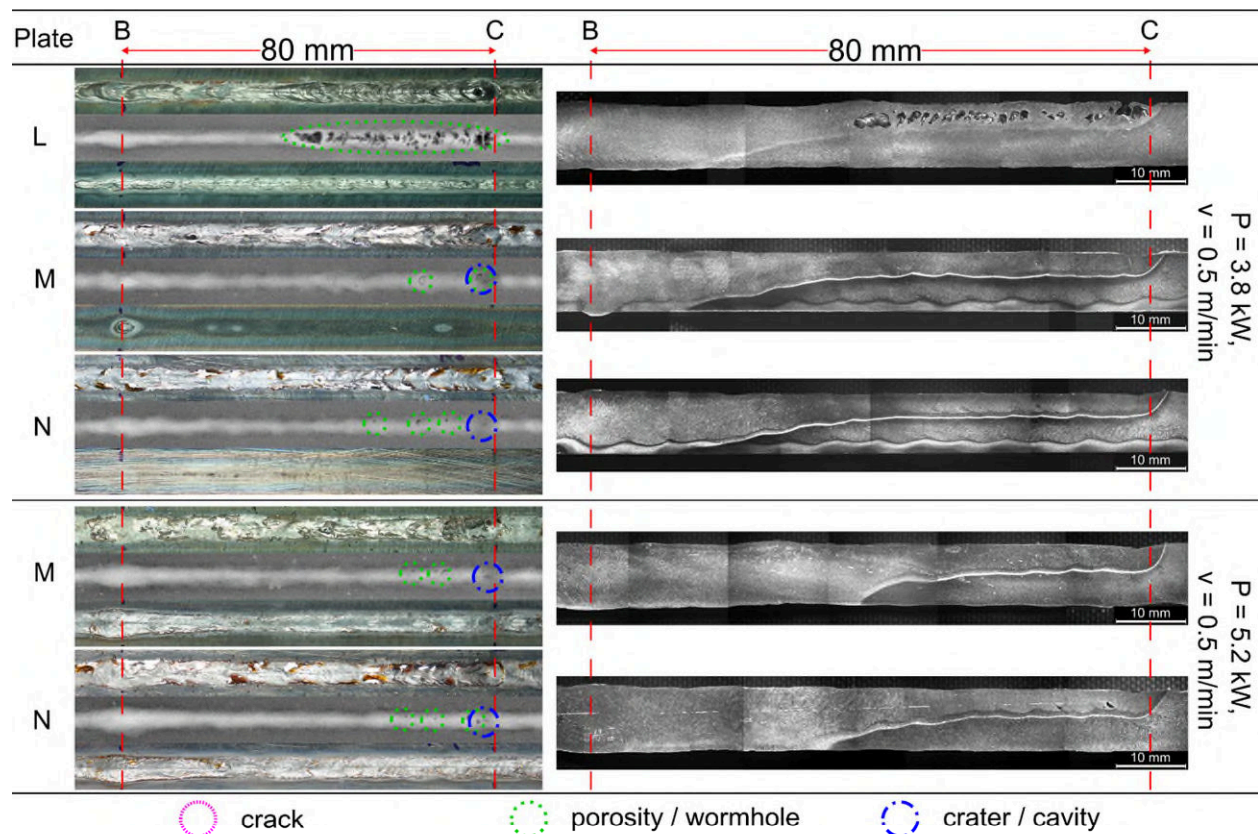 Plate
B
80 mm
C
B
80 mm
C
L
10 mm
M
10 mm
N
10 mm
P = 3.8 kW,
v = 0.5 m/min
M
10 mm
N
10 mm
P = 5.2 kW,
v = 0.5 m/min
crack
porosity / wormhole
crater / cavity